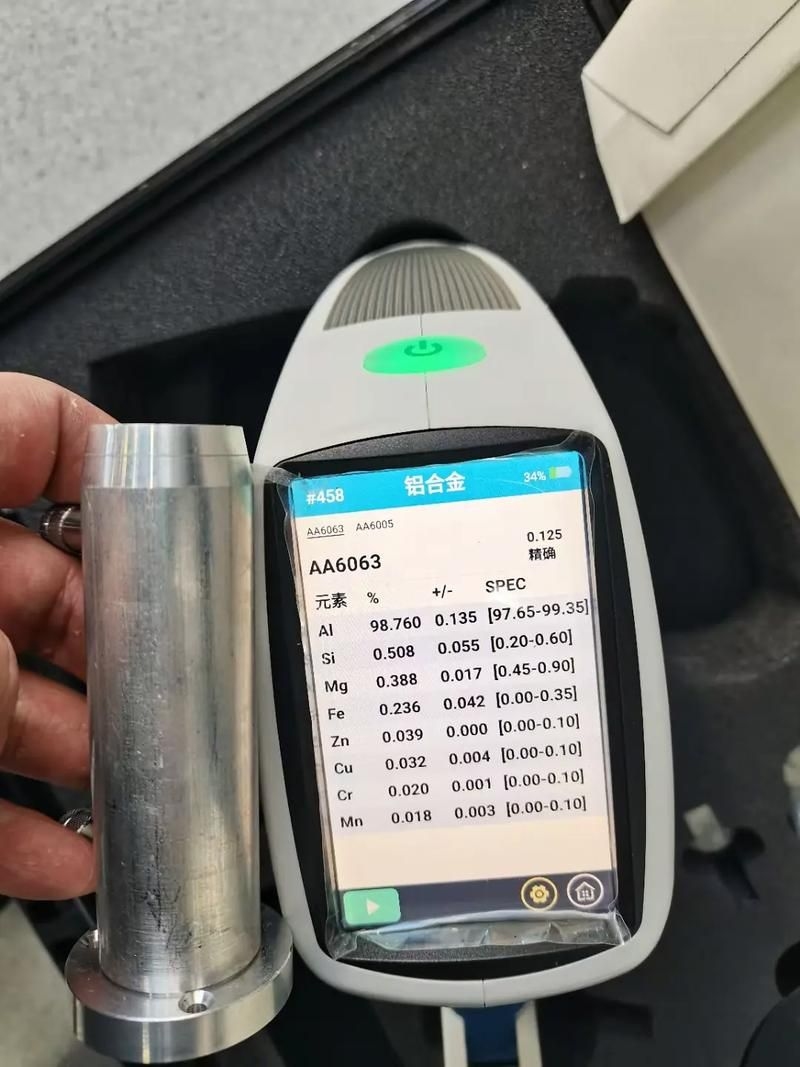 #458 铝合金 34%
AA6063 AA6005
0.125
AA6063 精确
元素 % +/- SPEC
Al 98.760 0.135 [97.65-99.35]
Si 0.508 0.055 [0.20-0.60]
Mg 0.388 0.017 [0.45-0.90]
Fe 0.236 0.042 [0.00-0.35]
Zn 0.039 0.000 [0.00-0.10]
Cu 0.032 0.004 [0.00-0.10]
Cr 0.020 0.001 [0.00-0.10]
Mn 0.018 0.003 [0.00-0.10]